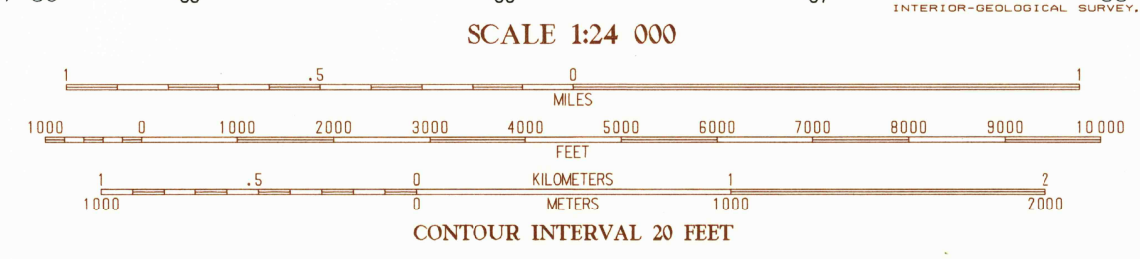 INTERIOR-GEOLOGICAL SURVEY,
SCALE 1:24 000
1 .5 0 1
MILES
1000 0 1000 2000 3000 4000 5000 6000 7000 8000 9000 10000
FEET
1 .5 0 KILOMETERS 1 2
1000 0 METERS 1000 2000
CONTOUR INTERVAL 20 FEET